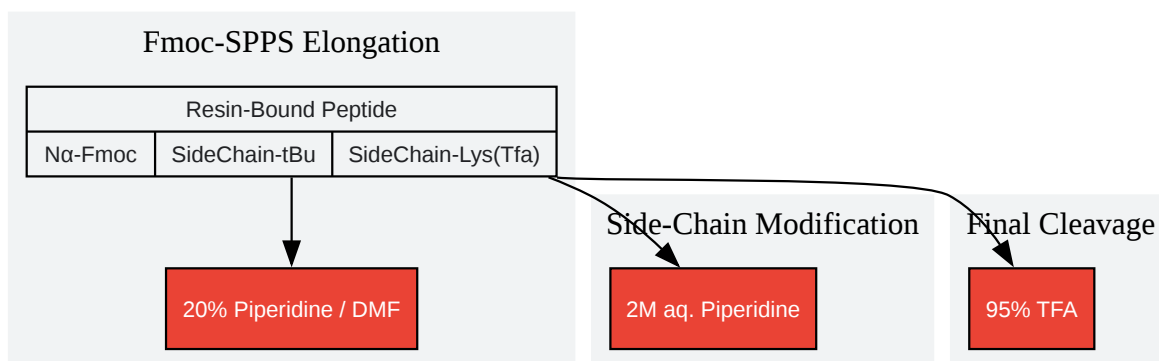 Fmoc-SPPS Elongation
Resin-Bound Peptide
Nα-Fmoc
SideChain-tBu
SideChain-Lys(Tfa)
Side-Chain Modification
Final Cleavage
20% Piperidine / DMF
2M aq. Piperidine
95% TFA